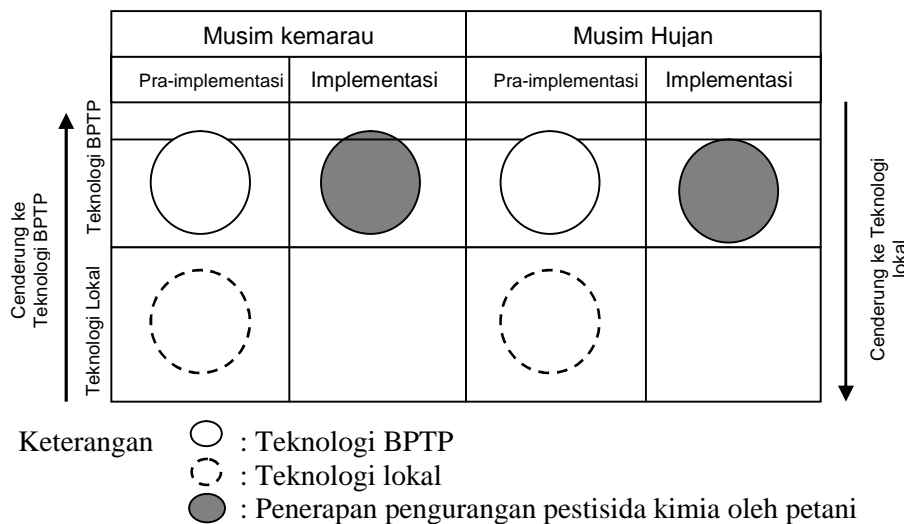 Musim kemarau Musim Hujan
Pra-implementasi Implementasi Pra-implementasi Implementasi
Cenderung ke
Teknologi BPTP
Teknologi BPTP
Teknologi Lokal
Cenderung ke Teknologi
lokal
Keterangan : Teknologi BPTP
: Teknologi lokal
: Penerapan pengurangan pestisida kimia oleh petani